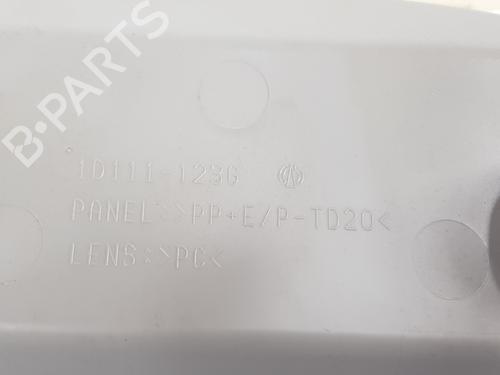 B-PARTS
1D111-123G
PANEL:>PP+E/P-TD20<
LENS:>PC<